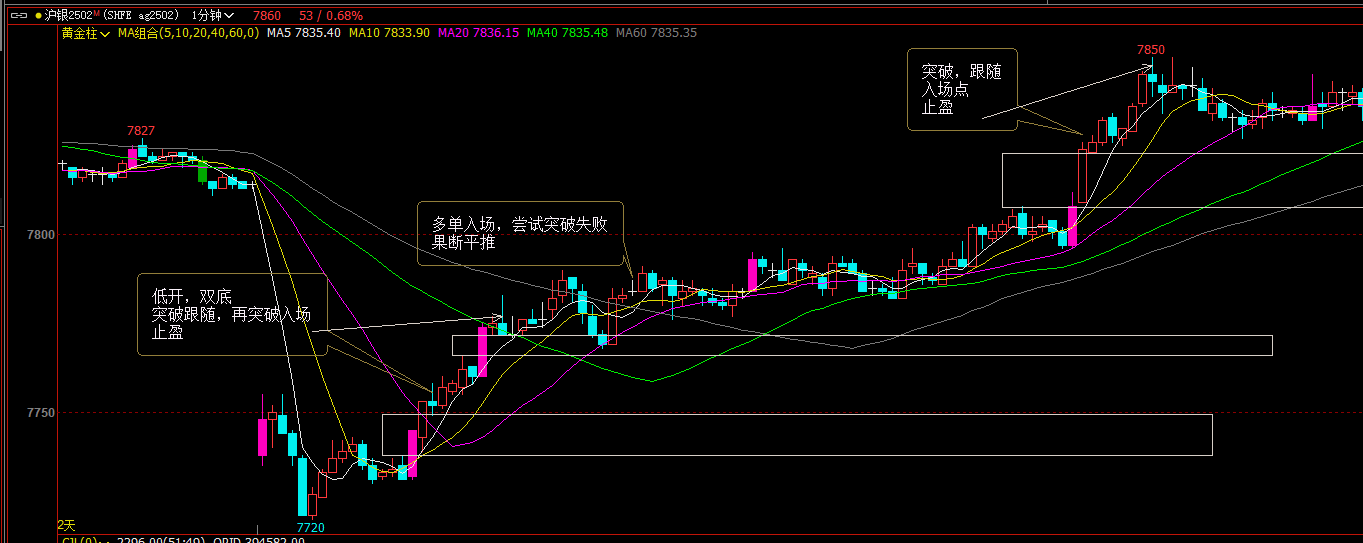 沪银2502M(SHFE ag2502) 1分钟 7860 53 / 0.68%
黄金柱 MA组合(5,10,20,40,60,0) MA5 7835.40 MA10 7833.90 MA20 7836.15 MA40 7835.48 MA60 7835.35
7850
突破，跟随
入场点
止盈
7827
多单入场，尝试突破失败
果断平推
7800
低开，双底
突破跟随，再突破入场
止盈
7750
7720
2天
CJL(0) 2296.00(51:49) OPID 394582.00